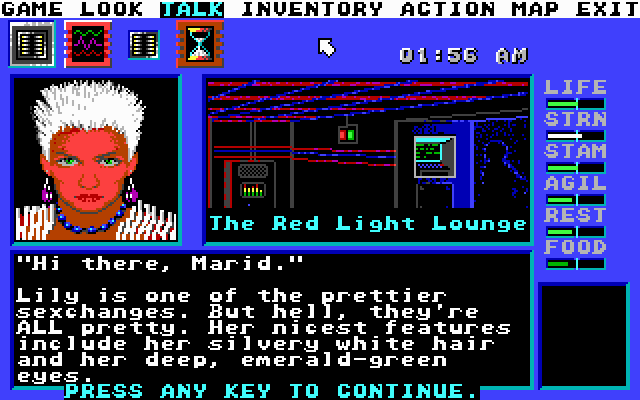 GAME LOOK TALK INVENTORY ACTION MAP EXIT
01:56 AM
LIFE
STRN
STAM
AGIL
REST
FOOD
The Red Light Lounge
"Hi there, Marid."
Lily is one of the prettier
sexchanges. But hell, they're
ALL pretty. Her nicest features
include her silvery white hair
and her deep, emerald-green
eyes.
PRESS ANY KEY TO CONTINUE.